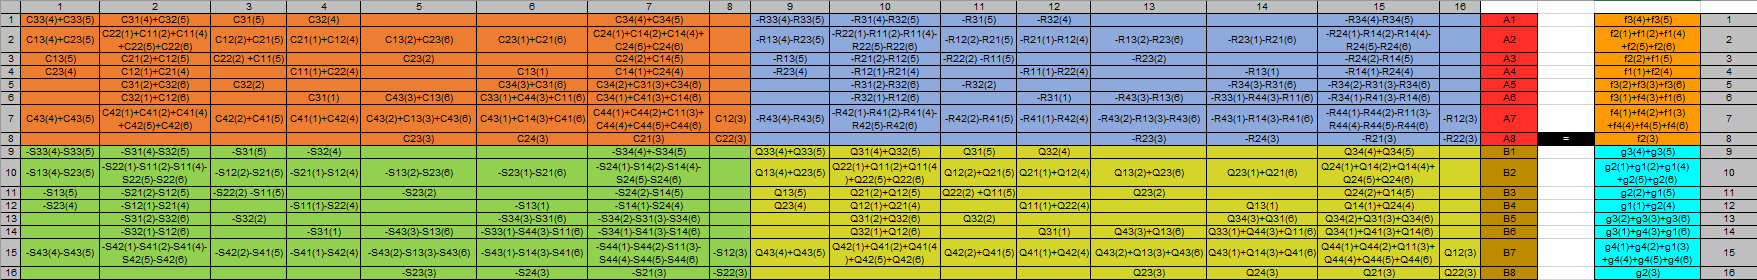 1 2 3 4 5 6 7 8 9 10 11 12 13 14 15 16
1 C33(4)+C33(5) C31(4)+C32(5) C31(5) C32(4) C34(4)+C34(5) -R33(4)-R33(5) -R31(4)-R32(5) -R31(5) -R32(4) -R34(4)-R34(5) A1 f3(4)+f3(5) 1
2 C13(4)+C23(5) C22(1)+C11(2)+C11(4)+C22(5)+C22(6) C12(2)+C21(5) C21(1)+C12(4) C13(2)+C23(6) C23(1)+C21(6) C24(1)+C14(2)+C14(4)+C24(5)+C24(6) -R13(4)-R23(5) -R22(1)-R11(2)-R11(4)-R22(5)-R22(6) -R12(2)-R21(5) -R21(1)-R12(4) -R13(2)-R23(6) -R23(1)-R21(6) -R24(1)-R14(2)-R14(4)-R24(5)-R24(6) A2 f2(1)+f1(2)+f1(4)+f2(5)+f2(6) 2
3 C13(5) C21(2)+C12(5) C22(2) +C11(5) C23(2) C24(2)+C14(5) -R13(5) -R21(2)-R12(5) -R22(2) -R11(5) -R23(2) -R24(2)-R14(5) A3 f2(2)+f1(5) 3
4 C23(4) C12(1)+C21(4) C11(1)+C22(4) C13(1) C14(1)+C24(4) -R23(4) -R12(1)-R21(4) -R11(1)-R22(4) -R13(1) -R14(1)-R24(4) A4 f1(1)+f2(4) 4
5 C31(2)+C32(6) C32(2) C34(3)+C31(6) C34(2)+C31(3)+C34(6) -R31(2)-R32(6) -R32(2) -R34(3)-R31(6) -R34(2)-R31(3)-R34(6) A5 f3(2)+f3(3)+f3(6) 5
6 C32(1)+C12(6) C31(1) C43(3)+C13(6) C33(1)+C44(3)+C11(6) C34(1)+C41(3)+C14(6) -R32(1)-R12(6) -R31(1) -R43(3)-R13(6) -R33(1)-R44(3)-R11(6) -R34(1)-R41(3)-R14(6) A6 f3(1)+f4(3)+f1(6) 6
7 C43(4)+C43(5) C42(1)+C41(2)+C41(4)+C42(5)+C42(6) C42(2)+C41(5) C41(1)+C42(4) C43(2)+C13(3)+C43(6) C43(1)+C14(3)+C41(6) C44(1)+C44(2)+C11(3)+C44(4)+C44(5)+C44(6) C12(3) -R43(4)-R43(5) -R42(1)-R41(2)-R41(4)-R42(5)-R42(6) -R42(2)-R41(5) -R41(1)-R42(4) -R43(2)-R13(3)-R43(6) -R43(1)-R14(3)-R41(6) -R44(1)-R44(2)-R11(3)-R44(4)-R44(5)-R44(6) -R12(3) A7 f4(1)+f4(2)+f1(3)+f4(4)+f4(5)+f4(6) 7
8 C23(3) C24(3) C21(3) C22(3) -R23(3) -R24(3) -R21(3) -R22(3) A8 = f2(3) 8
9 -S33(4)-S33(5) -S31(4)-S32(5) -S31(5) -S32(4) -S34(4)+-S34(5) Q33(4)+Q33(5) Q31(4)+Q32(5) Q31(5) Q32(4) Q34(4)+Q34(5) B1 g3(4)+g3(5) 9
10 -S13(4)-S23(5) -S22(1)-S11(2)-S11(4)-S22(5)-S22(6) -S12(2)-S21(5) -S21(1)-S12(4) -S13(2)-S23(6) -S23(1)-S21(6) -S24(1)-S14(2)-S14(4)-S24(5)-S24(6) Q13(4)+Q23(5) Q22(1)+Q11(2)+Q11(4)+Q22(5)+Q22(6) Q12(2)+Q21(5) Q21(1)+Q12(4) Q13(2)+Q23(6) Q23(1)+Q21(6) Q24(1)+Q14(2)+Q14(4)+Q24(5)+Q24(6) B2 g2(1)+g1(2)+g1(4)+g2(5)+g2(6) 10
11 -S13(5) -S21(2)-S12(5) -S22(2) -S11(5) -S23(2) -S24(2)-S14(5) Q13(5) Q21(2)+Q12(5) Q22(2) +Q11(5) Q23(2) Q24(2)+Q14(5) B3 g2(2)+g1(5) 11
12 -S23(4) -S12(1)-S21(4) -S11(1)-S22(4) -S13(1) -S14(1)-S24(4) Q23(4) Q12(1)+Q21(4) Q11(1)+Q22(4) Q13(1) Q14(1)+Q24(4) B4 g1(1)+g2(4) 12
13 -S31(2)-S32(6) -S32(2) -S34(3)-S31(6) -S34(2)-S31(3)-S34(6) Q31(2)+Q32(6) Q32(2) Q34(3)+Q31(6) Q34(2)+Q31(3)+Q34(6) B5 g3(2)+g3(3)+g3(6) 13
14 -S32(1)-S12(6) -S31(1) -S43(3)-S13(6) -S33(1)-S44(3)-S11(6) -S34(1)-S41(3)-S14(6) Q32(1)+Q12(6) Q31(1) Q43(3)+Q13(6) Q33(1)+Q44(3)+Q11(6) Q34(1)+Q41(3)+Q14(6) B6 g3(1)+g4(3)+g1(6) 14
15 -S43(4)-S43(5) -S42(1)-S41(2)-S41(4)-S42(5)-S42(6) -S42(2)-S41(5) -S41(1)-S42(4) -S43(2)-S13(3)-S43(6) -S43(1)-S14(3)-S41(6) -S44(1)-S44(2)-S11(3)-S44(4)-S44(5)-S44(6) -S12(3) Q43(4)+Q43(5) Q42(1)+Q41(2)+Q41(4)+Q42(5)+Q42(6) Q42(2)+Q41(5) Q41(1)+Q42(4) Q43(2)+Q13(3)+Q43(6) Q43(1)+Q14(3)+Q41(6) Q44(1)+Q44(2)+Q11(3)+Q44(4)+Q44(5)+Q44(6) Q12(3) B7 g4(1)+g4(2)+g1(3)+g4(4)+g4(5)+g4(6) 15
16 -S23(3) -S24(3) -S21(3) -S22(3) Q23(3) Q24(3) Q21(3) Q22(3) B8 g2(3) 16